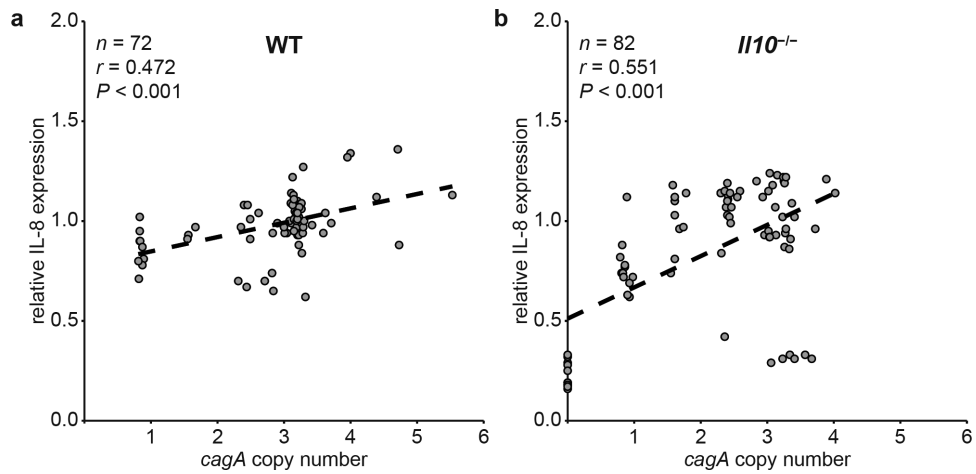 a
WT
n = 72
r = 0.472
P < 0.001
2.0
1.5
1.0
0.5
0.0
relative IL-8 expression
1 2 3 4 5 6
cagA copy number
b
Il10–/–
n = 82
r = 0.551
P < 0.001
2.0
1.5
1.0
0.5
0.0
relative IL-8 expression
1 2 3 4 5 6
cagA copy number